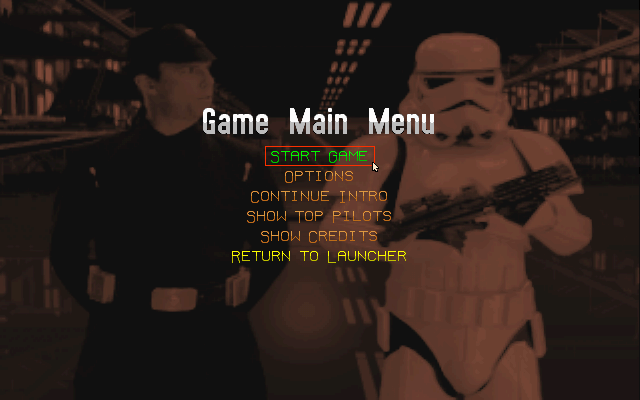 Game Main Menu
Start Game
Options
Continue Intro
Show Top Pilots
Show Credits
Return to Launcher